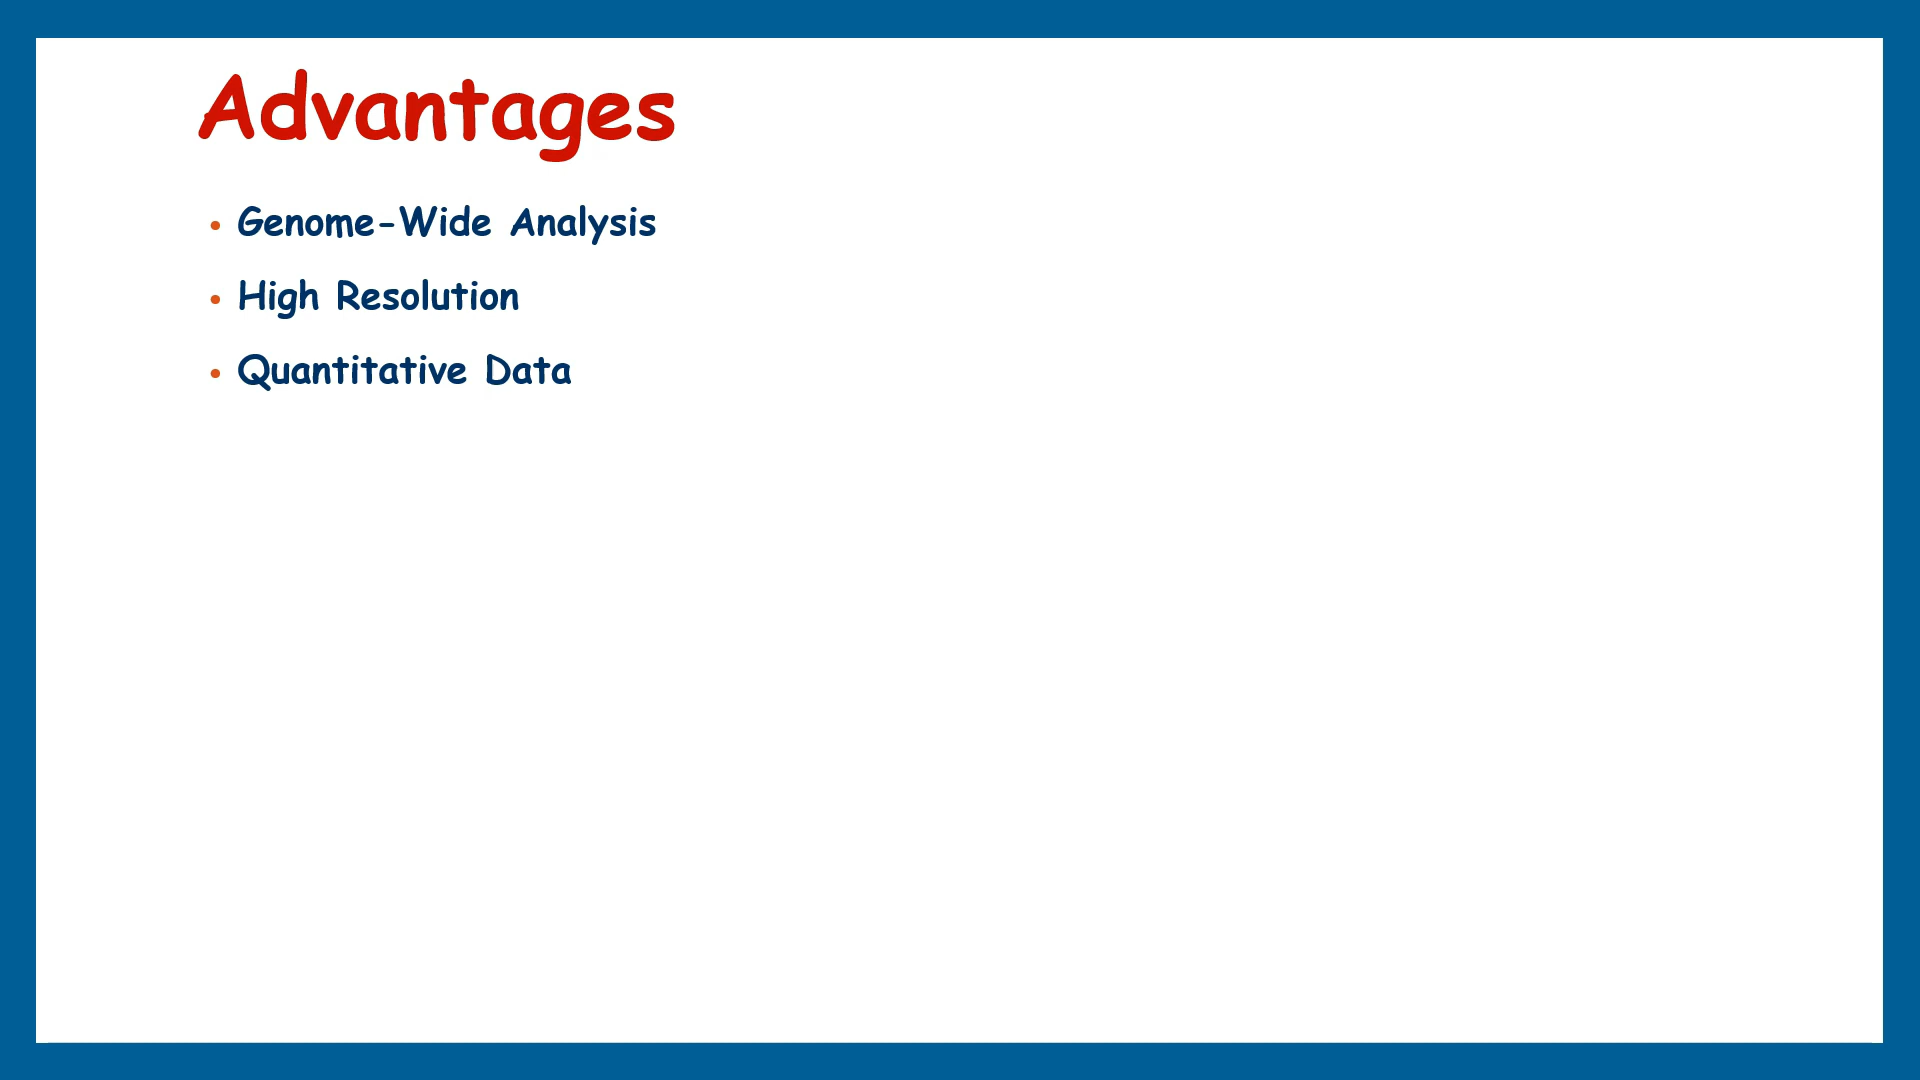 Advantages
• Genome-Wide Analysis
• High Resolution
• Quantitative Data